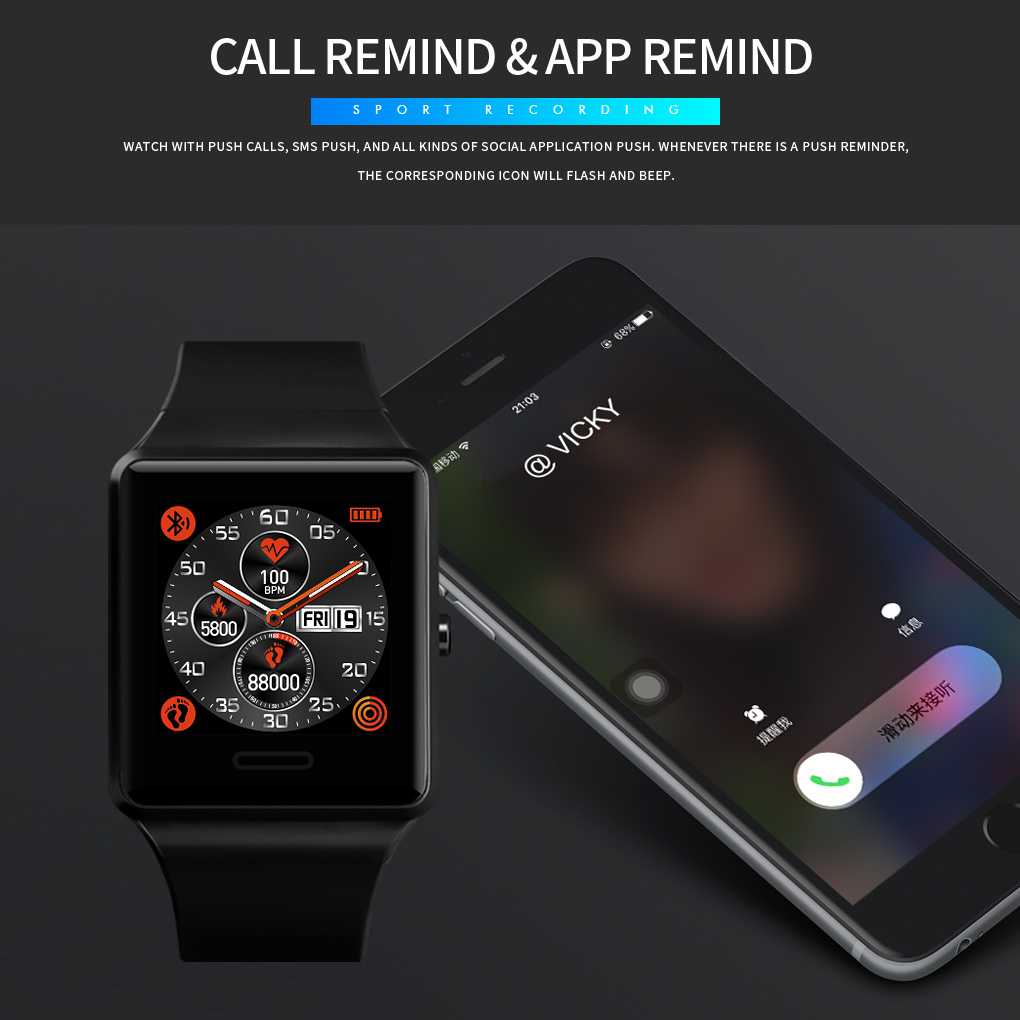 CALL REMIND & APP REMIND
SPORT RECORDING
WATCH WITH PUSH CALLS, SMS PUSH, AND ALL KINDS OF SOCIAL APPLICATION PUSH. WHENEVER THERE IS A PUSH REMINDER,
THE CORRESPONDING ICON WILL FLASH AND BEEP.
68%
21:03
移动
@ VICKY
信息
提醒我
滑动来接听
60
55
05
50
100
BPM
45
5800
FRI 19
15
40
88000
20
35
25
30